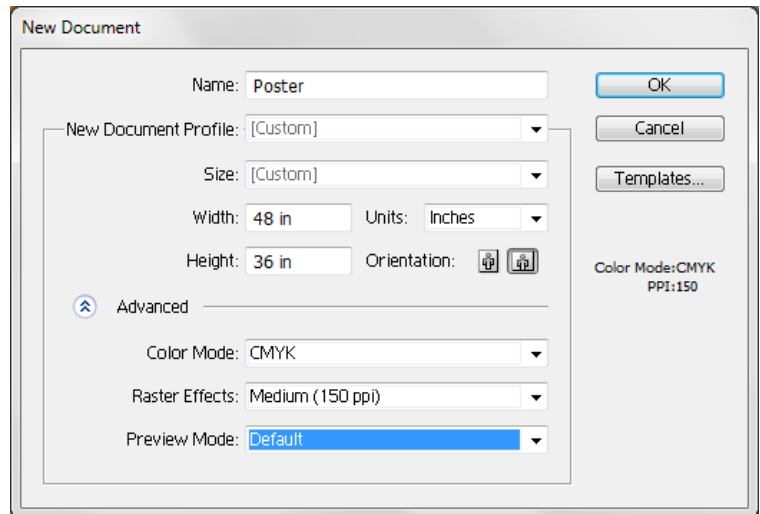 New Document
Name: Poster
OK
New Document Profile: [Custom]
Cancel
Size: [Custom]
Templates...
Width: 48 in Units: Inches
Height: 36 in Orientation:
Color Mode:CMYK
PPI:150
Advanced
Color Mode: CMYK
Raster Effects: Medium (150 ppi)
Preview Mode: Default